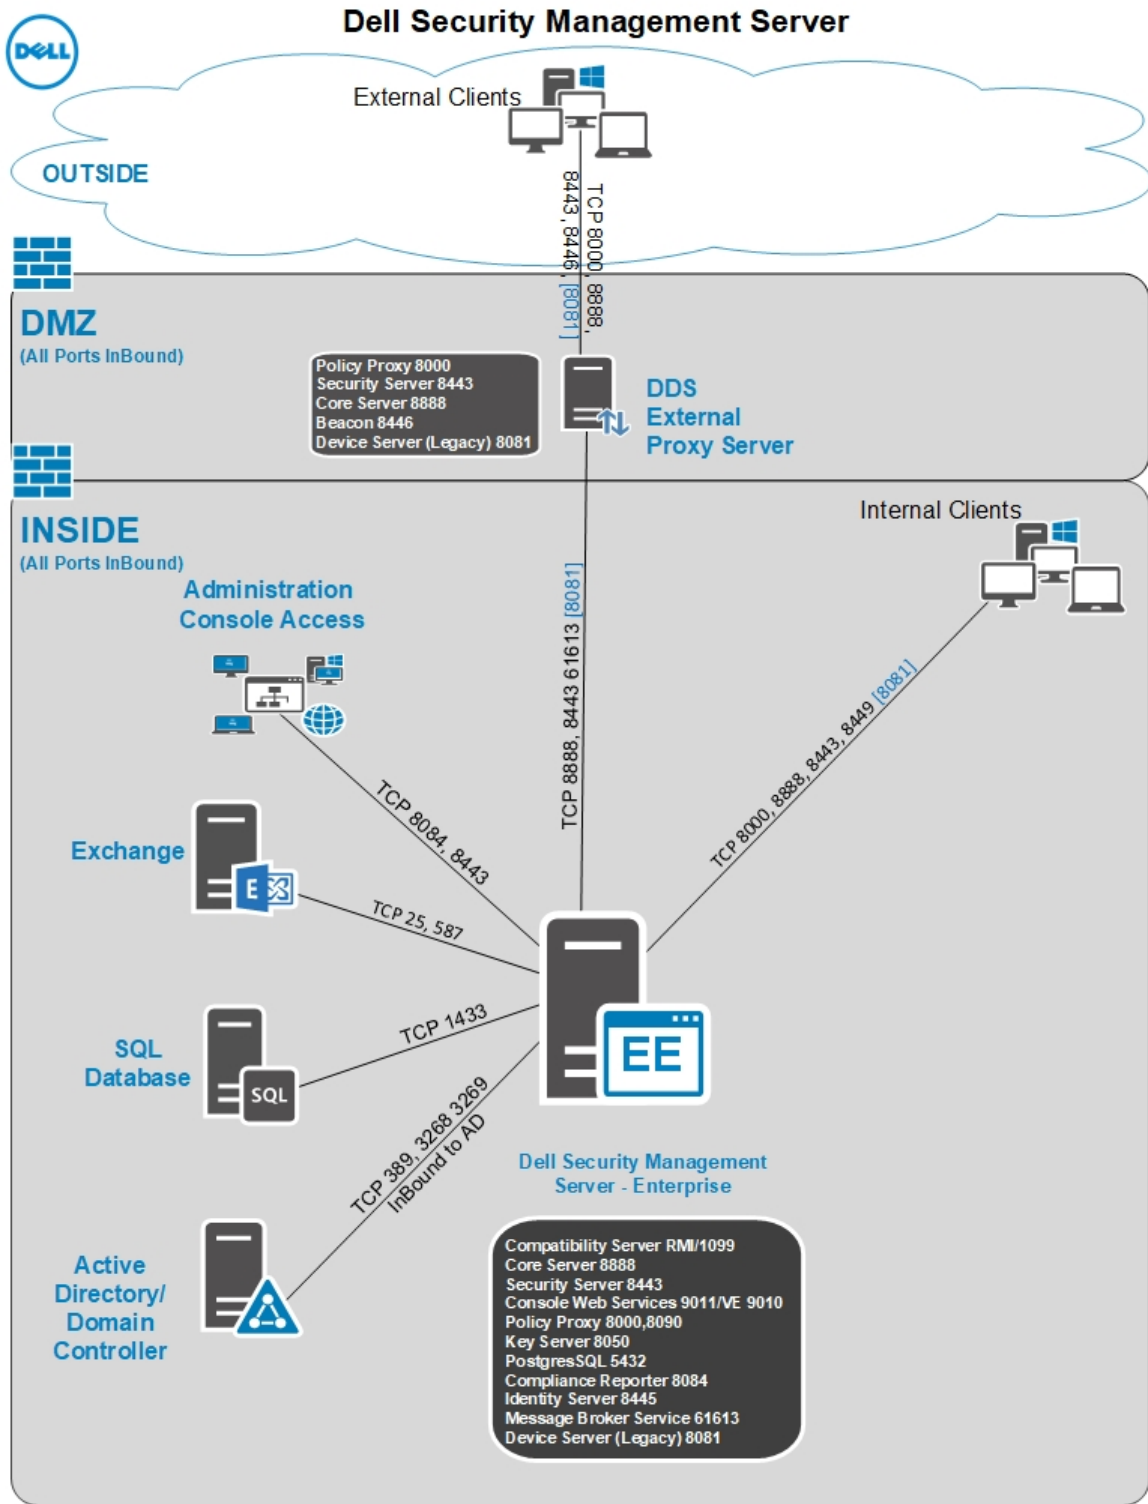 Dell Security Management Server
DELL
External Clients
OUTSIDE
TCP 8000, 8888,
8443, 8446, [8081]
DMZ
(All Ports InBound)
Policy Proxy 8000
Security Server 8443
Core Server 8888
Beacon 8446
Device Server (Legacy) 8081
DDS
External
Proxy Server
INSIDE
(All Ports InBound)
Internal Clients
Administration
Console Access
TCP 8888, 8443 61613 [8081]
TCP 8000, 8888, 8443, 8449 [8081]
TCP 8084, 8443
Exchange
E
TCP 25, 587
SQL
Database
SQL
TCP 1433
EE
TCP 389, 3268 3269
InBound to AD
Dell Security Management
Server - Enterprise
Active
Directory/
Domain
Controller
Compatibility Server RMI/1099
Core Server 8888
Security Server 8443
Console Web Services 9011/VE 9010
Policy Proxy 8000,8090
Key Server 8050
PostgresSQL 5432
Compliance Reporter 8084
Identity Server 8445
Message Broker Service 61613
Device Server (Legacy) 8081